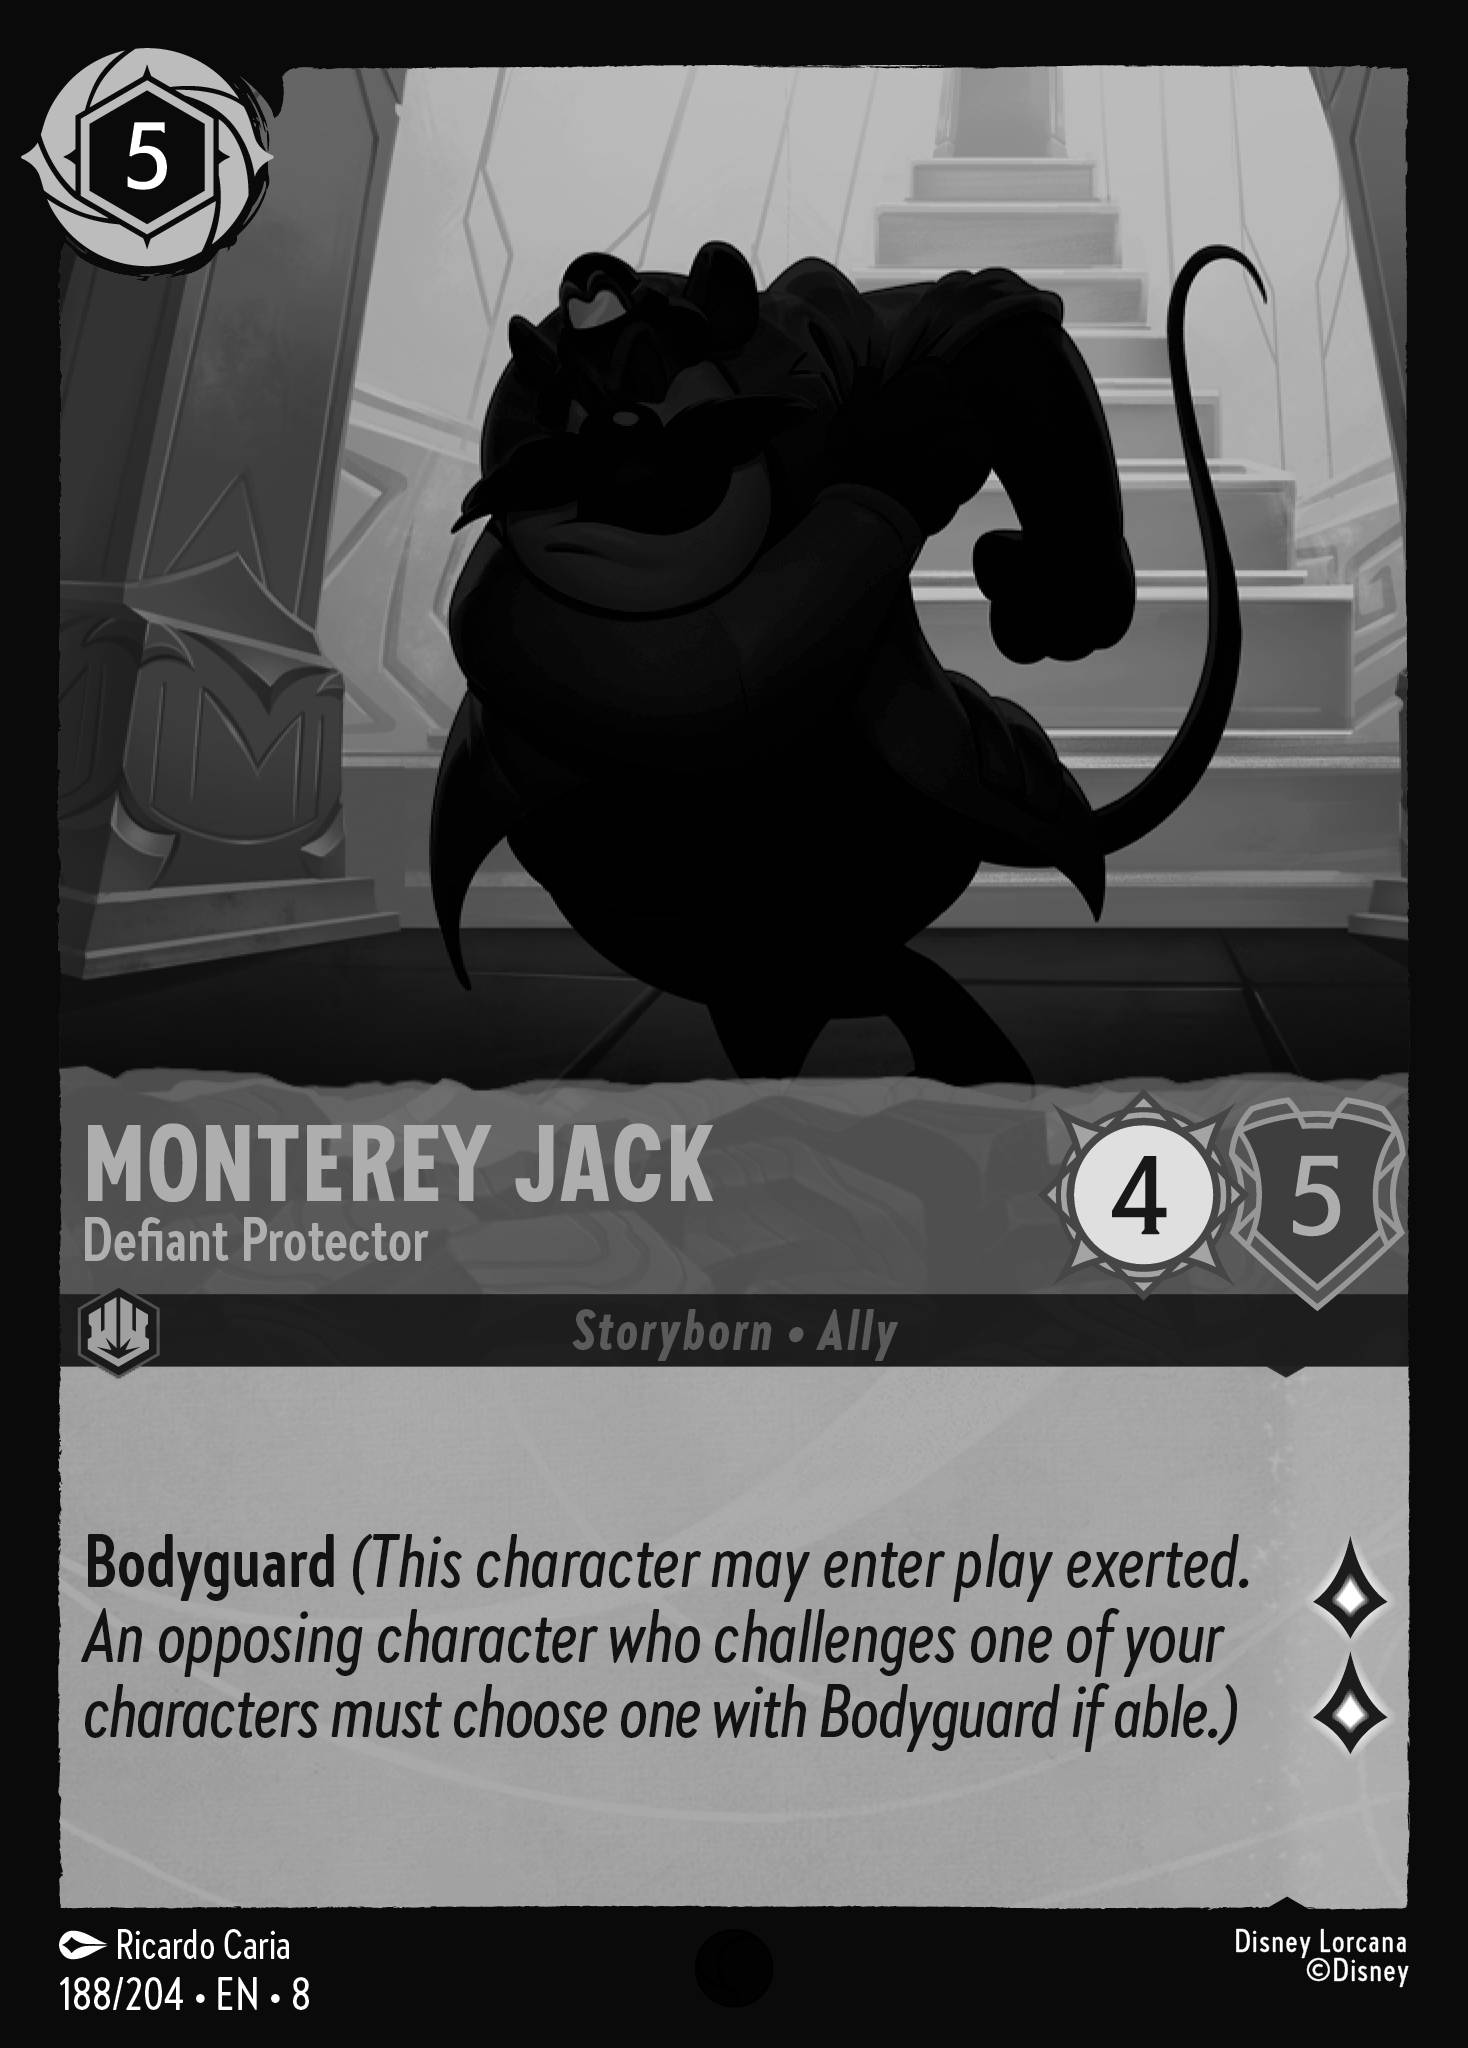 5
M
MONTEREY JACK
4
5
Defiant Protector
Storyborn • Ally
Bodyguard (This character may enter play exerted.
An opposing character who challenges one of your
characters must choose one with Bodyguard if able.)
Ricardo Caria
188/204 • EN • 8
Disney Lorcana
©Disney